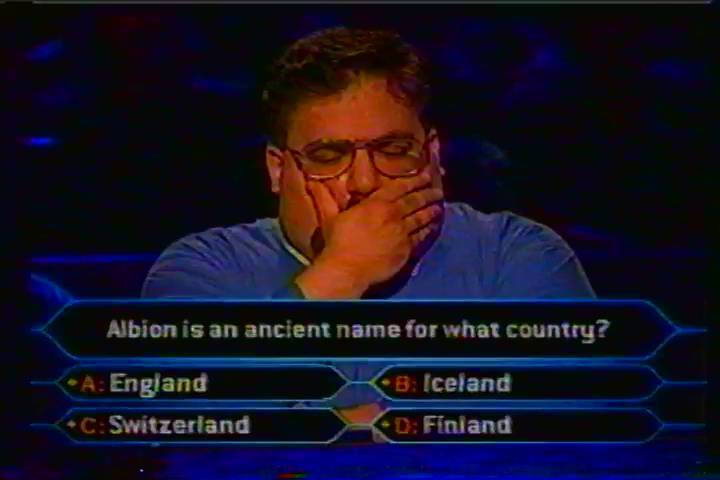 Albion is an ancient name for what country?
A: England
B: Iceland
C: Switzerland
D: Finland